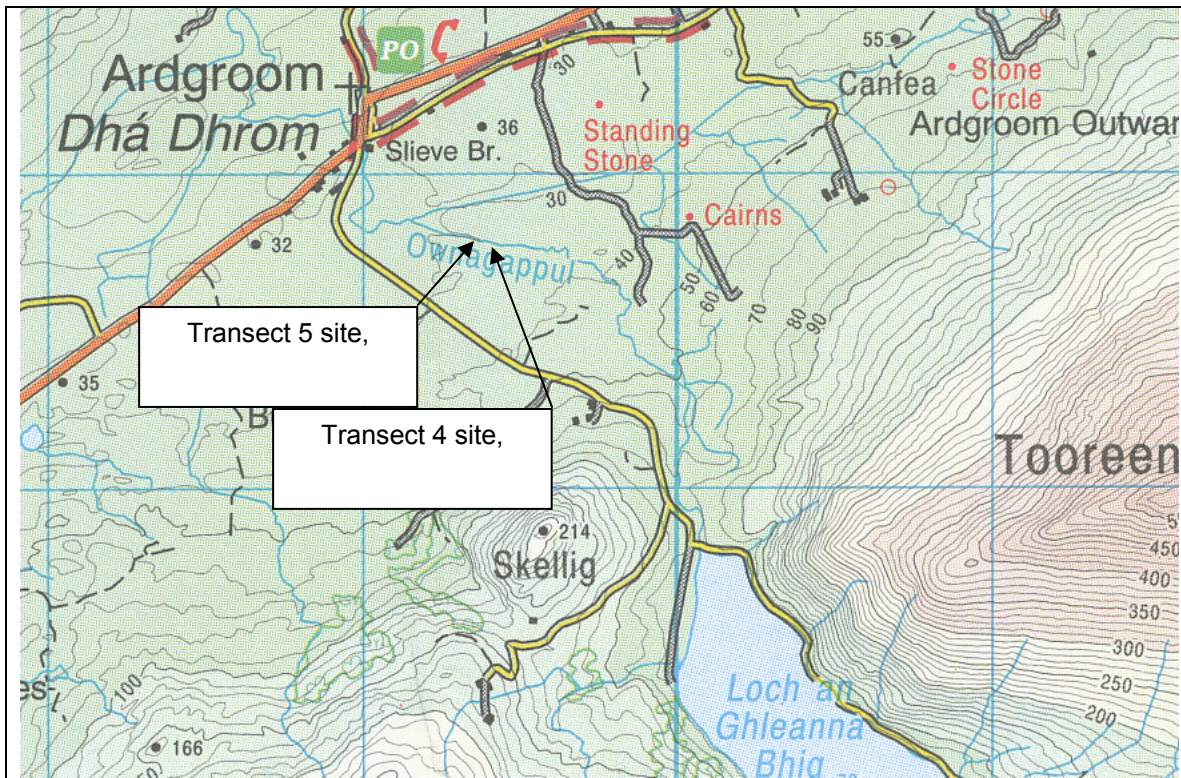 PO
Ardgroom
Dhá Dhrom
36
Slieve Br.
30
Standing
Stone
55
Canfea
Stone
Circle
Ardgroom Outwar
30
Cairns
32
Ownagappul
40
50
60
70
80
90
Transect 5 site,
35
B
Transect 4 site,
Tooreen
214
Skellig
450
400
350
300
250
200
100
166
Loch an
Ghleanna
Bhig